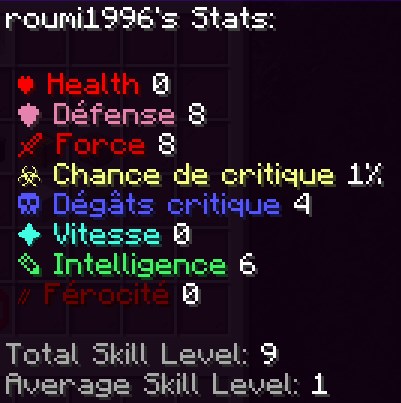 roumi1996's Stats:
Health 0
Défense 8
Force 8
Chance de critique 1%
Dégâts critique 4
Vitesse 0
Intelligence 6
Férocité 0
Total Skill Level: 9
Average Skill Level: 1